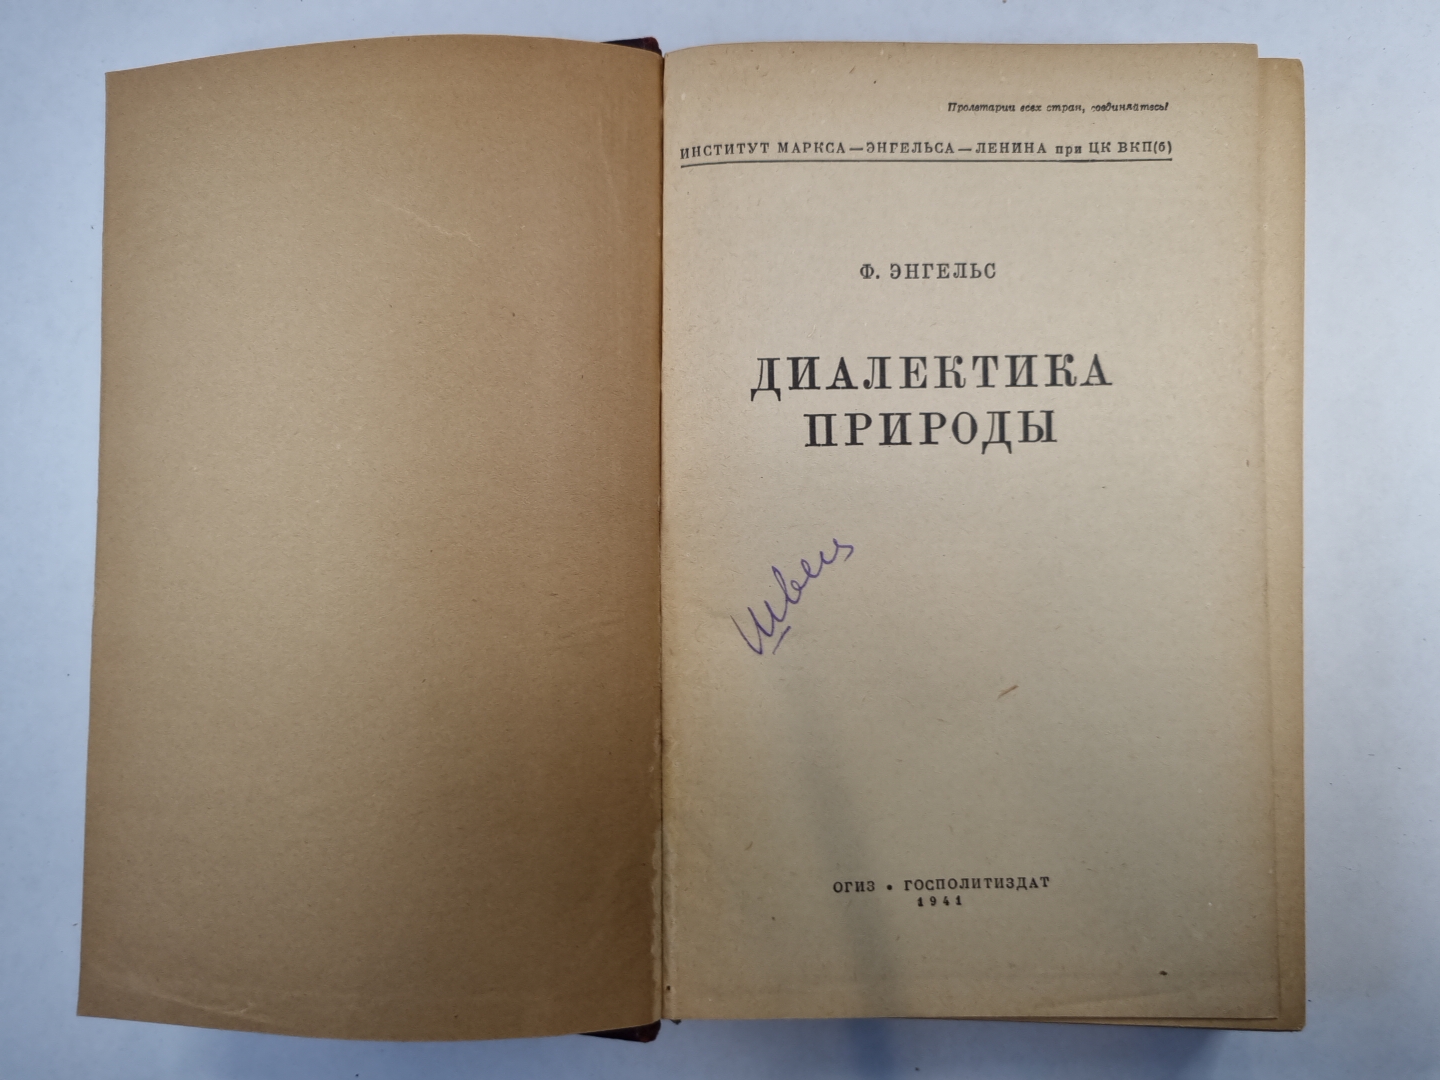 Пролетарии всех стран, соединяйтесь!
ИНСТИТУТ МАРКСА—ЭНГЕЛЬСА—ЛЕНИНА при ЦК ВКП(б)
Ф. ЭНГЕЛЬС
ДИАЛЕКТИКА
ПРИРОДЫ
ОГИЗ • ГОСПОЛИТИЗДАТ
1941